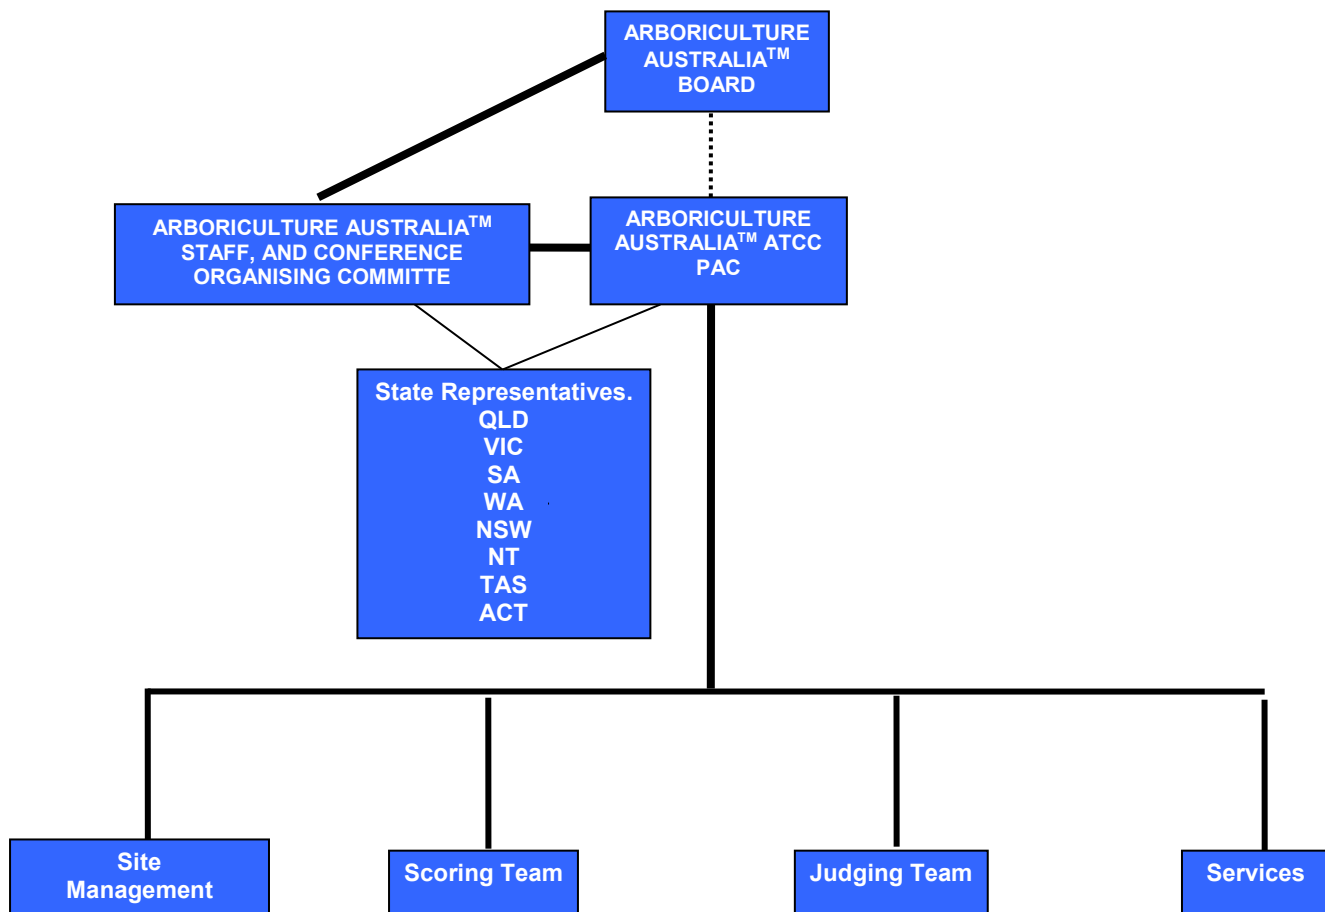 ARBORICULTURE
AUSTRALIA™
BOARD
ARBORICULTURE AUSTRALIA™
STAFF, AND CONFERENCE
ORGANISING COMMITTE
ARBORICULTURE
AUSTRALIA™ ATCC
PAC
State Representatives.
QLD
VIC
SA
WA
NSW
NT
TAS
ACT
Site
Management
Scoring Team
Judging Team
Services